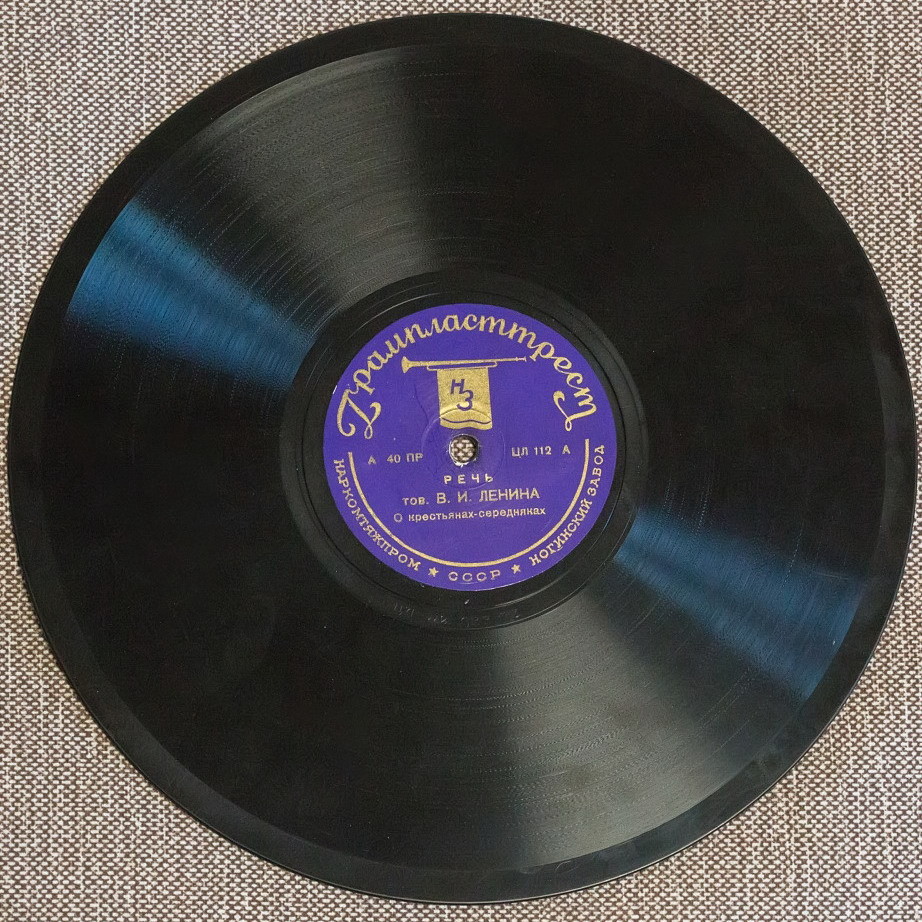 Грампласттрест
НЗ
А 40 ПР ЦЛ 112 А
РЕЧЬ
тов. В. И. ЛЕНИНА
О крестьянах-середняках
НАРКОМТЯЖПРОМ ★ СССР ★ НОГИНСКИЙ ЗАВОД